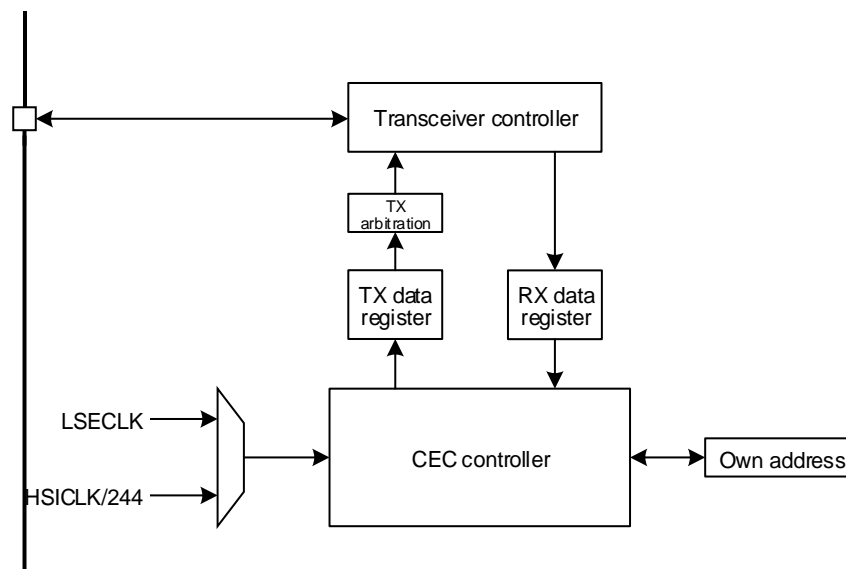 Transceiver controller
TX
arbitration
TX data
register
RX data
register
LSECLK
CEC controller
Own address
HSICLK/244